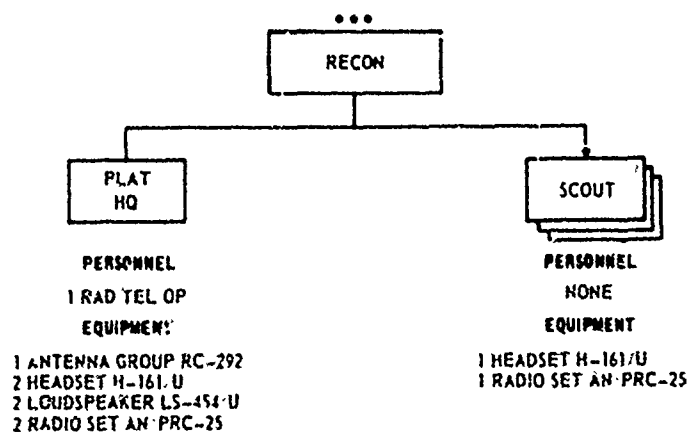 RECON
PLAT
HQ
PERSONNEL
1 RAD TEL OP
EQUIPMENT
1 ANTENNA GROUP RC-292
2 HEADSET H-161/U
2 LOUDSPEAKER LS-454/U
2 RADIO SET AN/PRC-25
SCOUT
PERSONNEL
NONE
EQUIPMENT
1 HEADSET H-161/U
1 RADIO SET AN/PRC-25